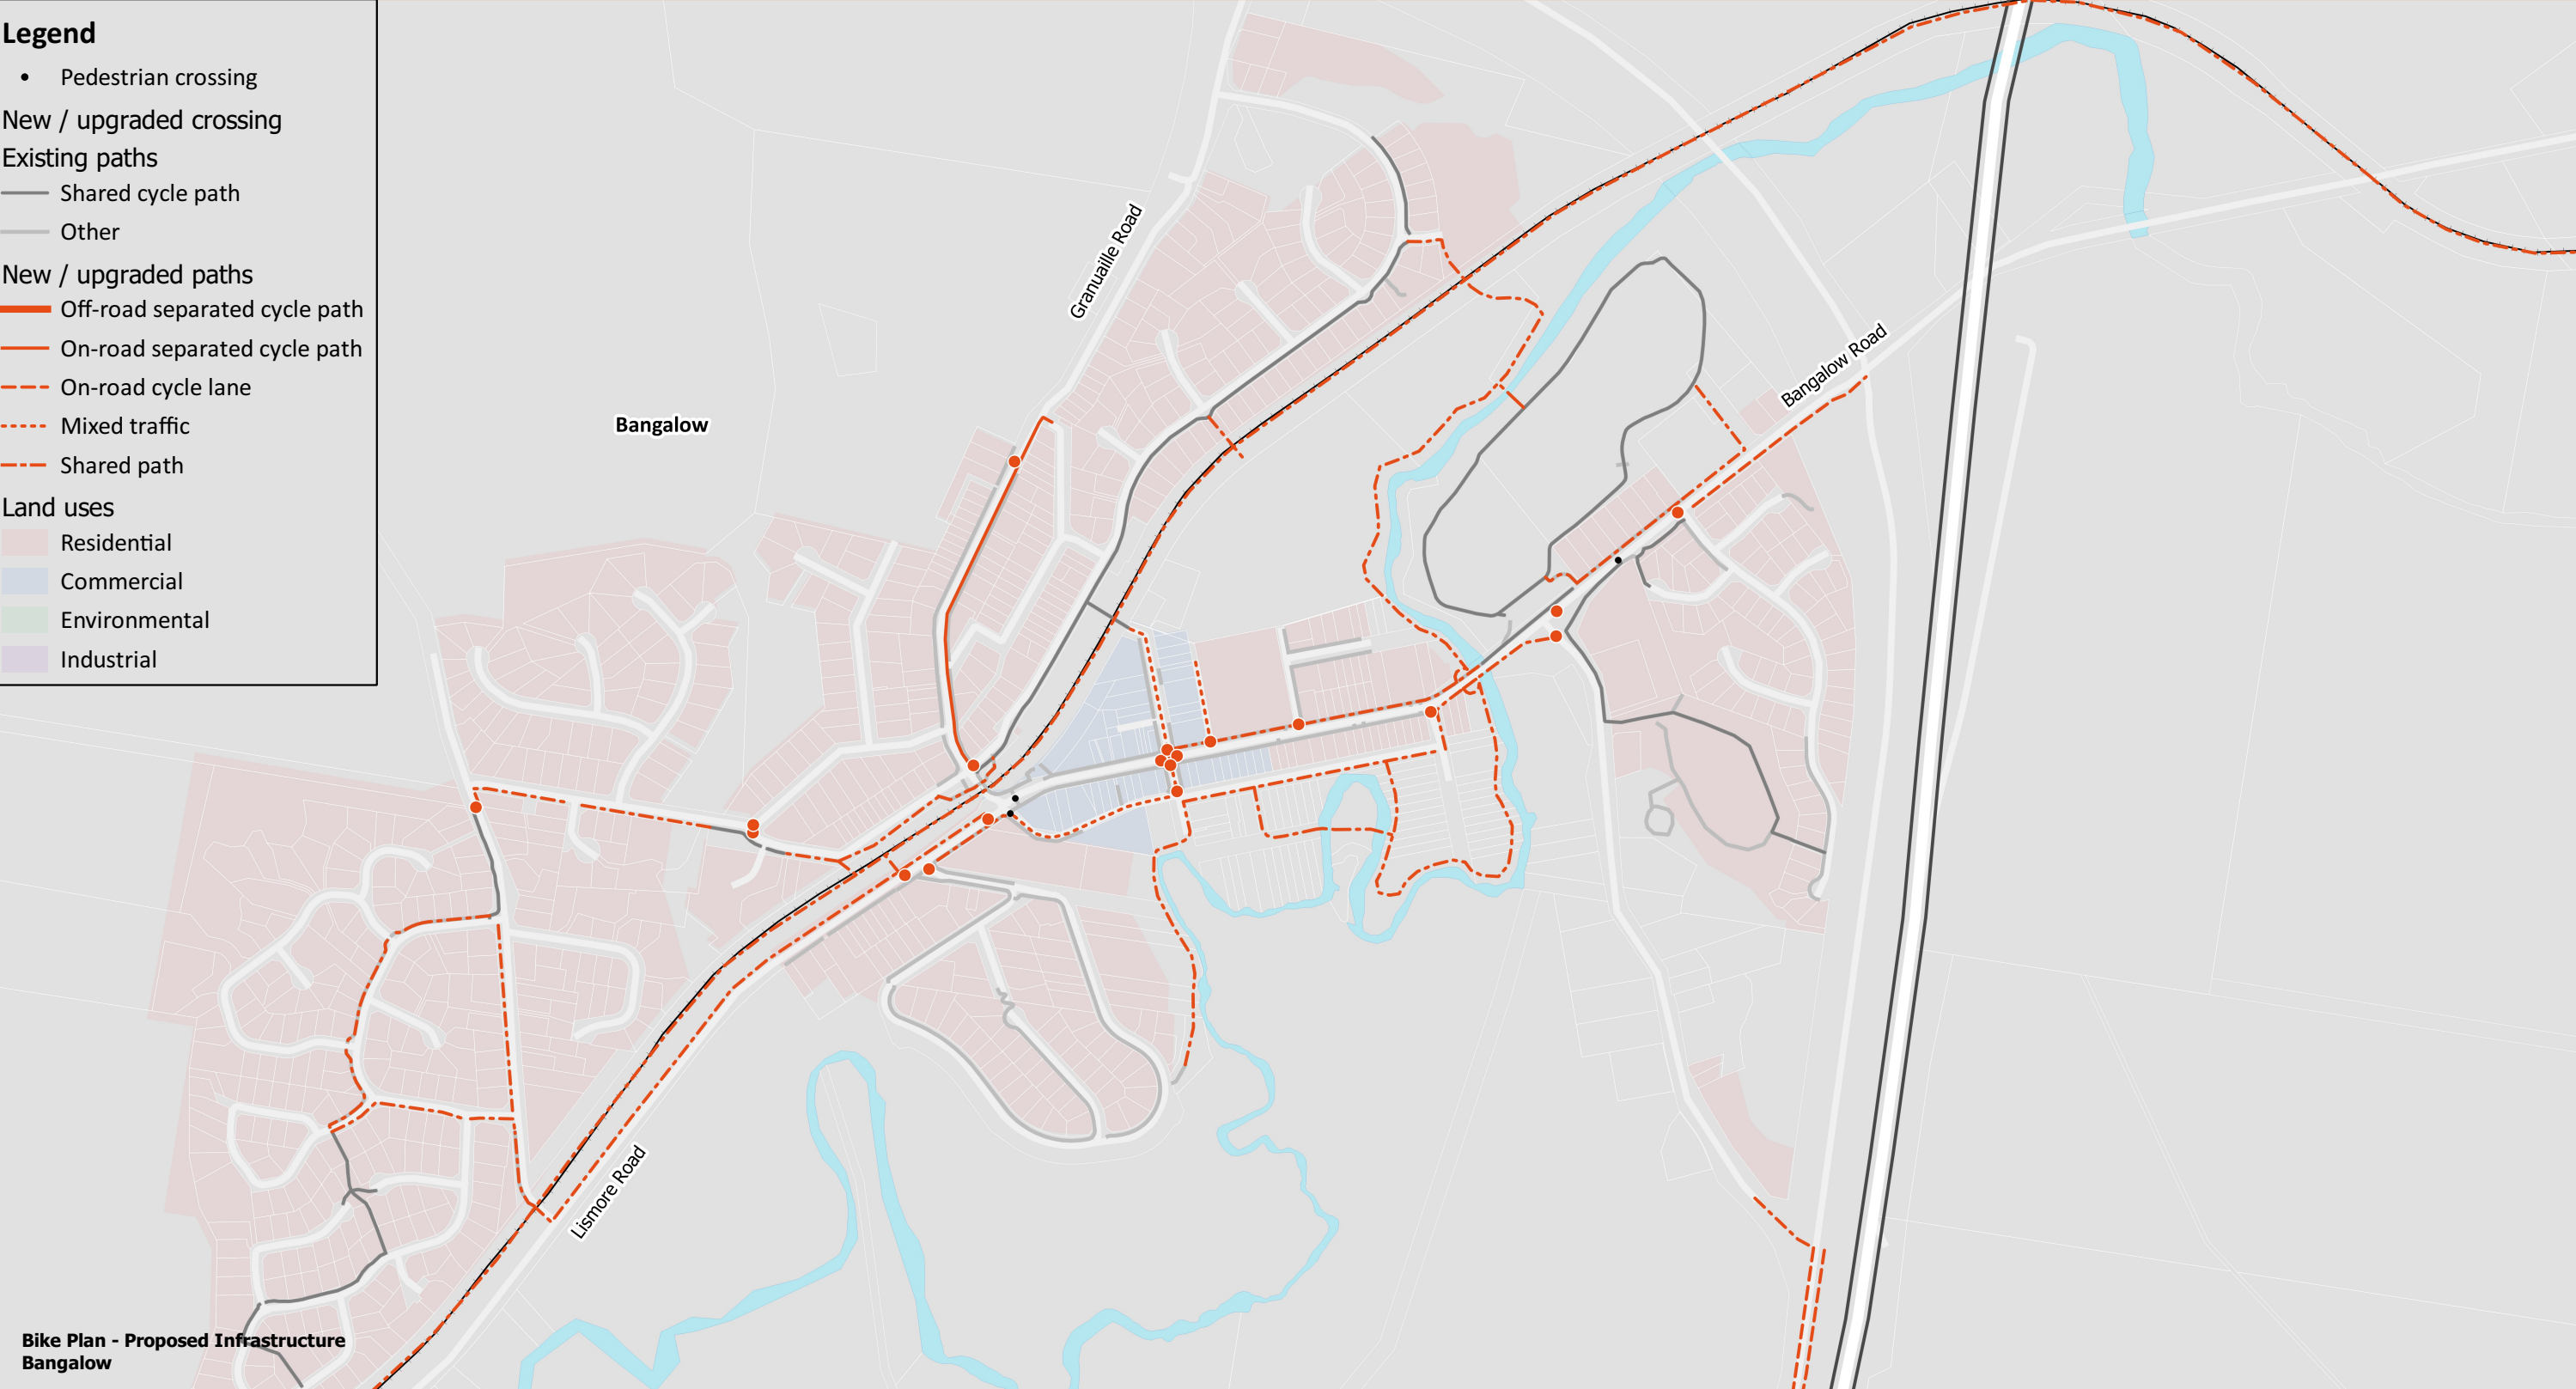 Legend
Pedestrian crossing
New / upgraded crossing
Existing paths
Shared cycle path
Other
New / upgraded paths
Off-road separated cycle path
On-road separated cycle path
On-road cycle lane
Mixed traffic
Shared path
Land uses
Residential
Commercial
Environmental
Industrial
Granuaille Road
Bangalow Road
Bangalow
Lismore Road
Bike Plan - Proposed Infrastructure
Bangalow